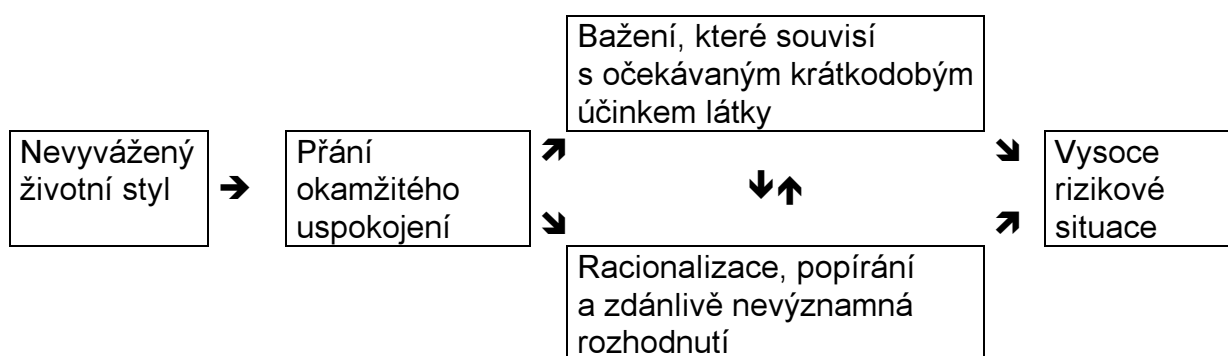 Nevyvážený
životní styl
➔
Přání
okamžitého
uspokojení
Bažení, které souvisí
s očekávaným krátkodobým
účinkem látky
Racionalizace, popírání
a zdánlivě nevýznamná
rozhodnutí
Vysoce
rizikové
situace